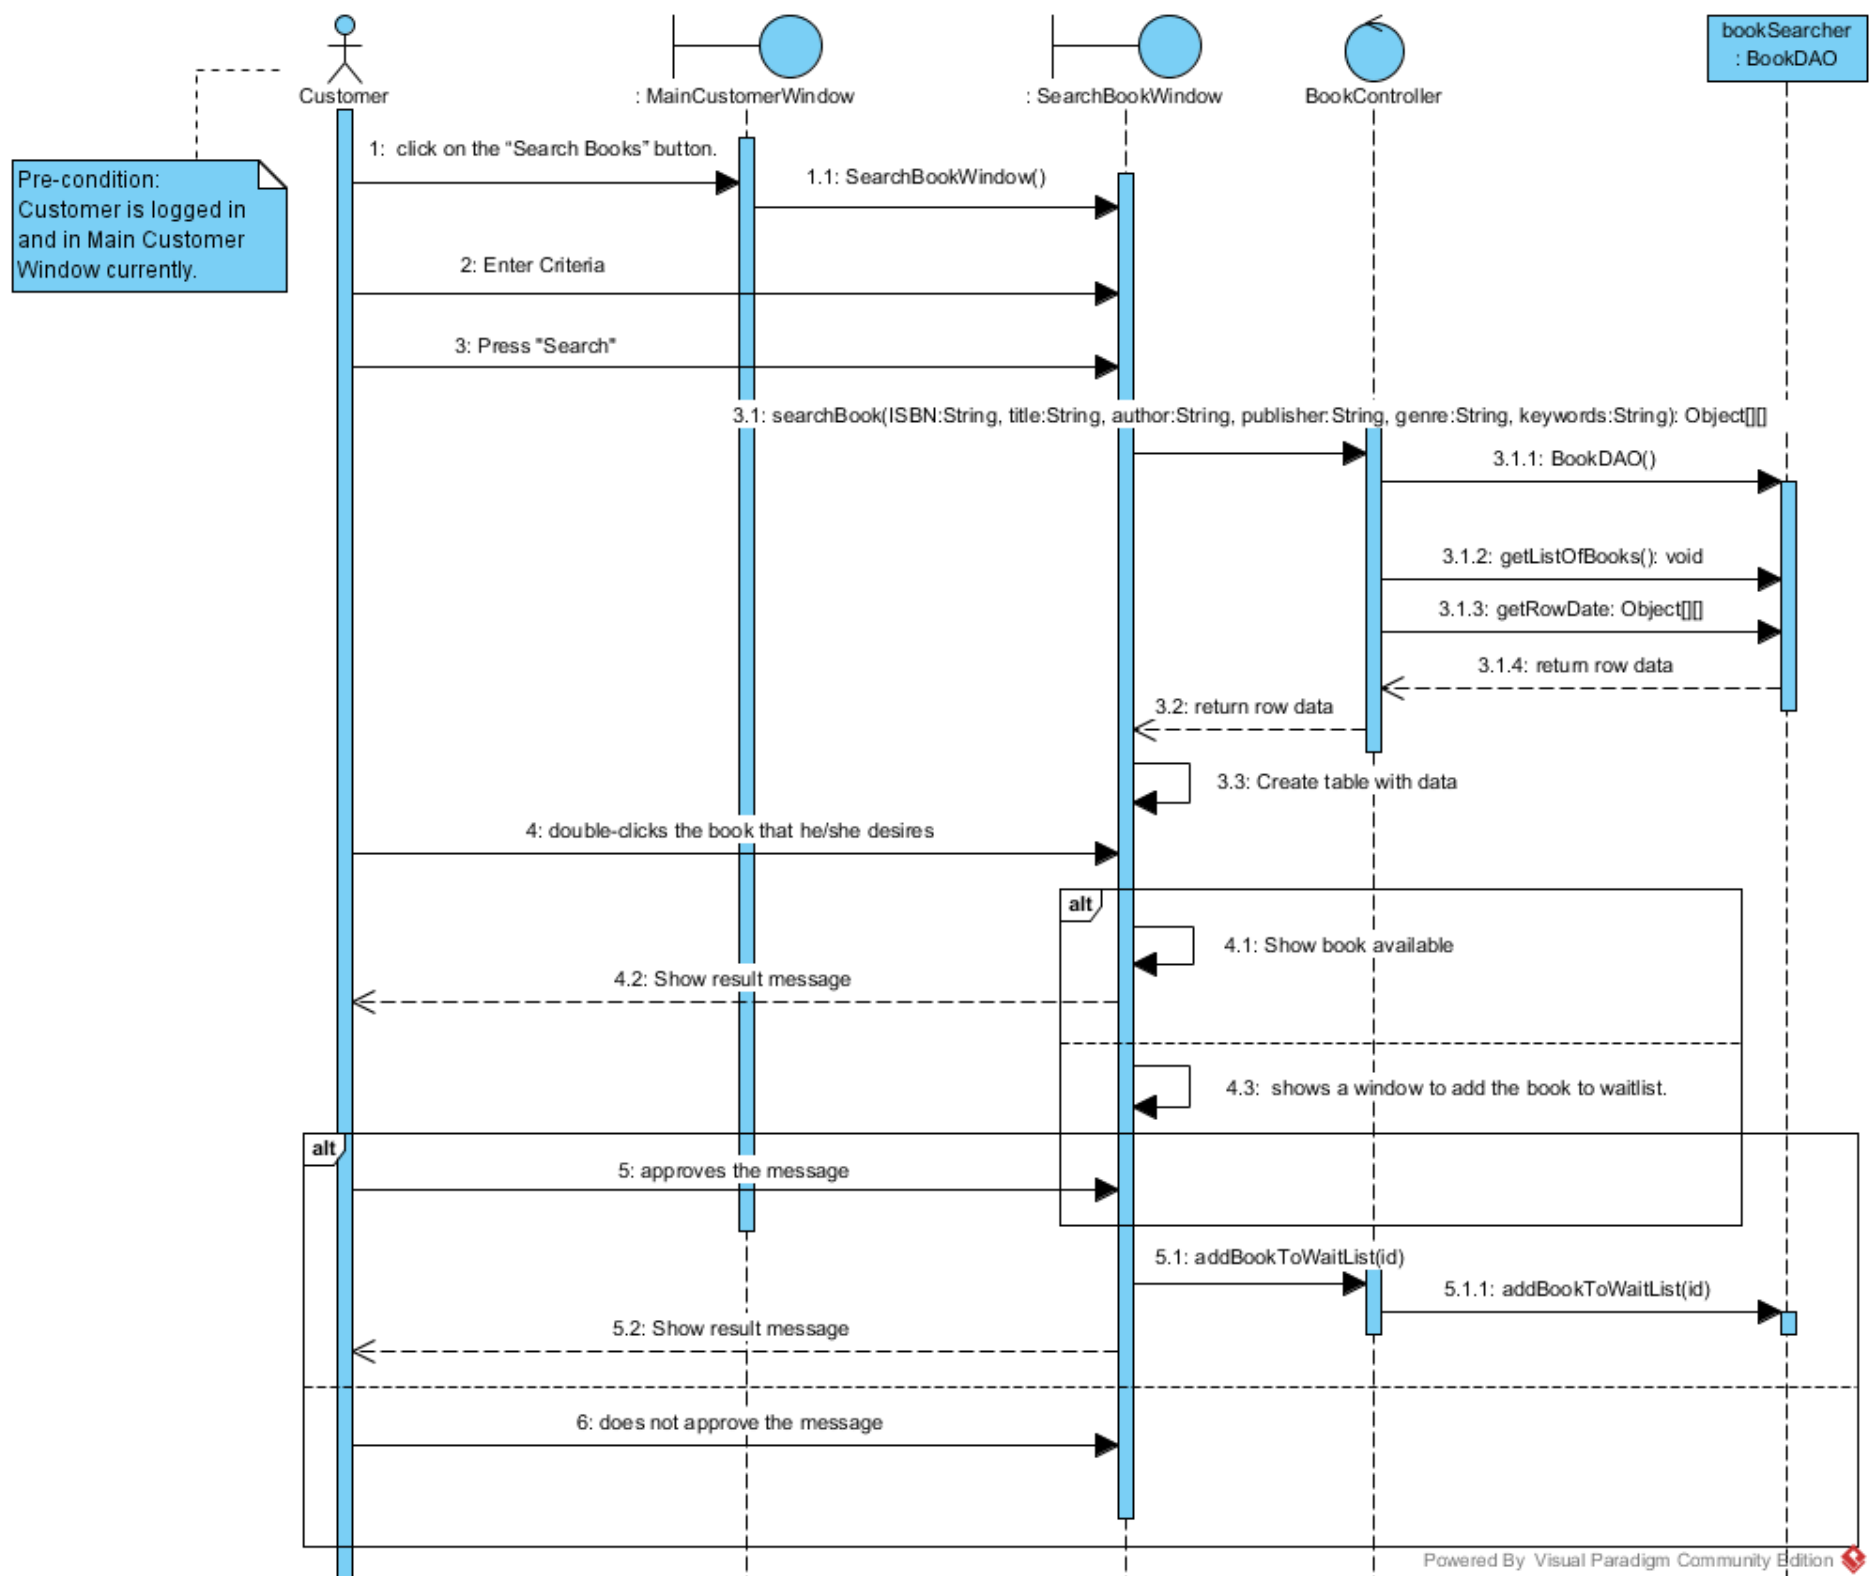 bookSearcher
: BookDAO
Customer
: MainCustomerWindow
: SearchBookWindow
BookController
1:  click on the “Search Books” button.
Pre-condition:
Customer is logged in
and in Main Customer
Window currently.
1.1: SearchBookWindow()
2: Enter Criteria
3: Press "Search"
3.1: searchBook(ISBN:String, title:String, author:String, publisher:String, genre:String, keywords:String): Object[][]
3.1.1: BookDAO()
3.1.2: getListOfBooks(): void
3.1.3: getRowDate: Object[][]
3.1.4: return row data
3.2: return row data
3.3: Create table with data
4: double-clicks the book that he/she desires
alt
4.1: Show book available
4.2: Show result message
4.3:  shows a window to add the book to waitlist.
alt
5: approves the message
5.1: addBookToWaitList(id)
5.1.1: addBookToWaitList(id)
5.2: Show result message
6: does not approve the message
Powered By  Visual Paradigm Community Edition